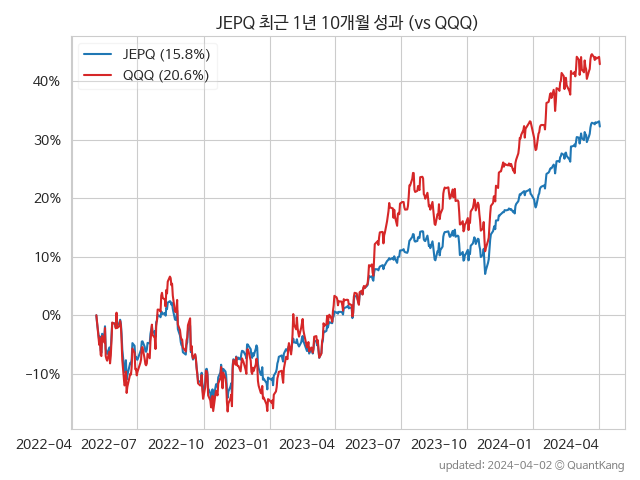 JEPQ 최근 1년 10개월 성과 (vs QQQ)
JEPQ (15.8%)
QQQ (20.6%)
40%
30%
20%
10%
0%
−10%
2022−04 2022−07 2022−10 2023−01 2023−04 2023−07 2023−10 2024−01 2024−04
updated: 2024−04−02 © QuantKang